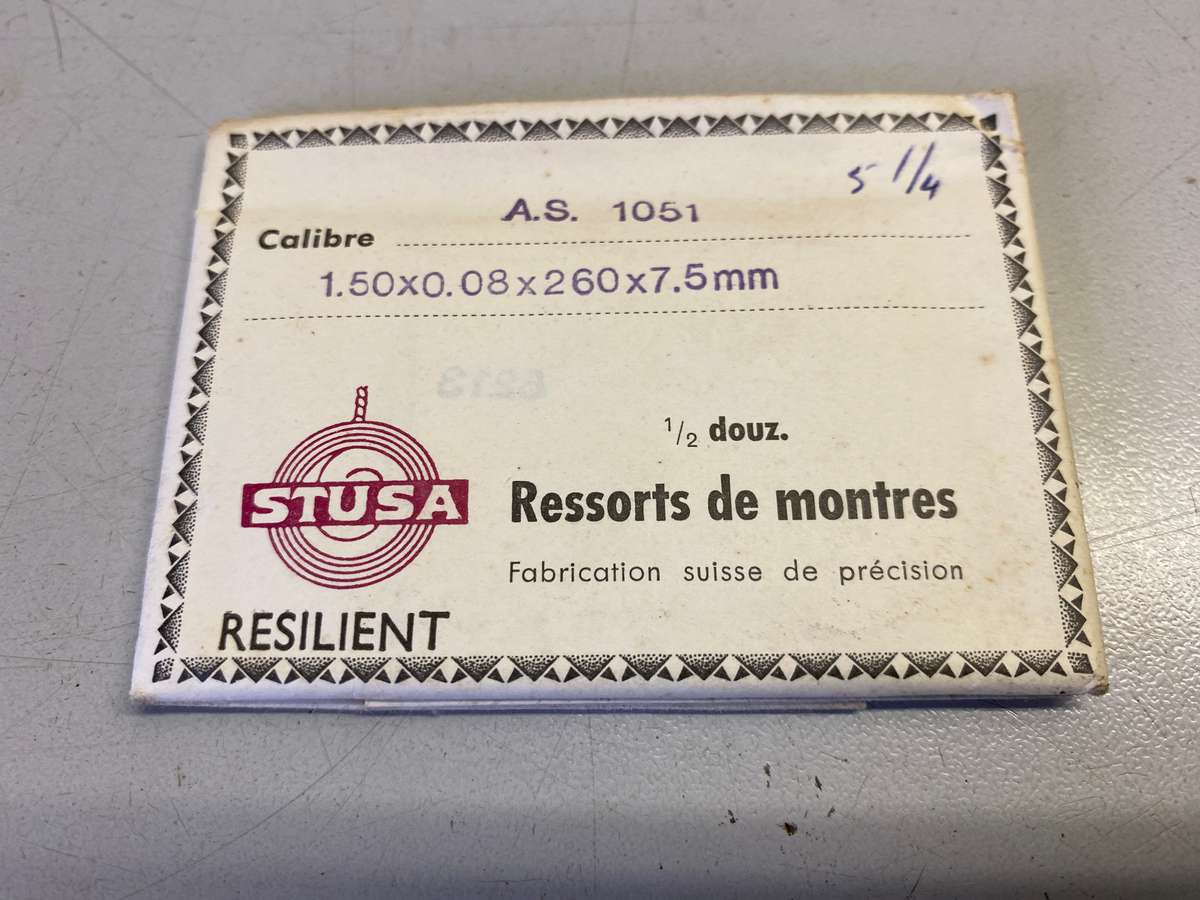 5 1/4
A.S. 1051
Calibre
1.50x0.08x260x7.5mm
1/2 douz.
STUSA
Ressorts de montres
Fabrication suisse de précision
RESILIENT